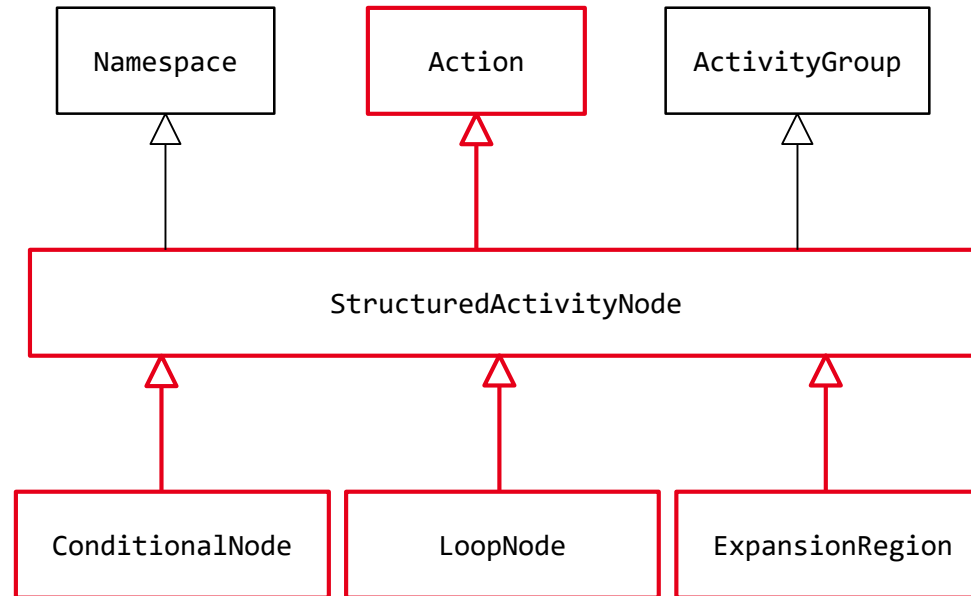 Namespace
Action
ActivityGroup
StructuredActivityNode
ConditionalNode
LoopNode
ExpansionRegion